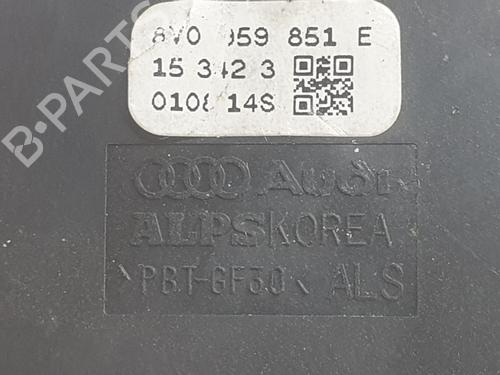 8V0 959 851 E
15 342 3
0108 14S
Audi
ALPSKOREA
>PBT-GF30< ALS
B-PARTS